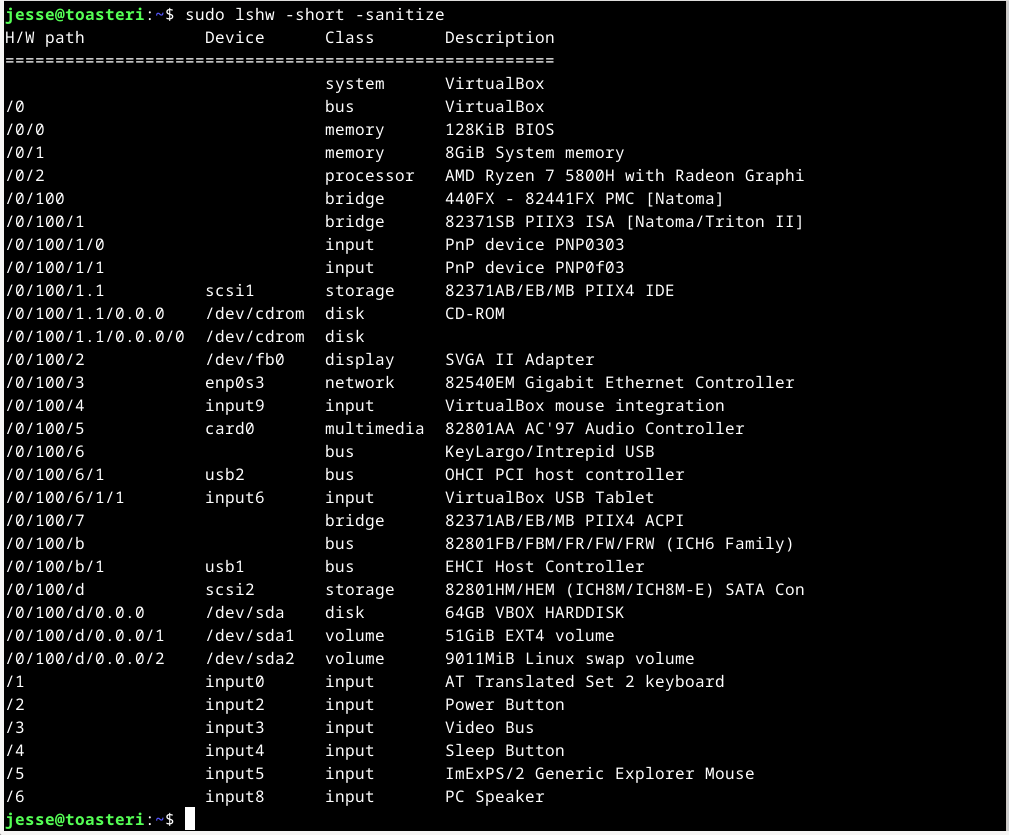 jesse@toasteri:~$ sudo lshw -short -sanitize
H/W path            Device      Class       Description
=======================================================
                                system      VirtualBox
/0                              bus         VirtualBox
/0/0                            memory      128KiB BIOS
/0/1                            memory      8GiB System memory
/0/2                            processor   AMD Ryzen 7 5800H with Radeon Graphi
/0/100                          bridge      440FX - 82441FX PMC [Natoma]
/0/100/1                        bridge      82371SB PIIX3 ISA [Natoma/Triton II]
/0/100/1/0                      input       PnP device PNP0303
/0/100/1/1                      input       PnP device PNP0f03
/0/100/1.1          scsi1       storage     82371AB/EB/MB PIIX4 IDE
/0/100/1.1/0.0.0    /dev/cdrom  disk        CD-ROM
/0/100/1.1/0.0.0/0  /dev/cdrom  disk
/0/100/2            /dev/fb0    display     SVGA II Adapter
/0/100/3            enp0s3      network     82540EM Gigabit Ethernet Controller
/0/100/4            input9      input       VirtualBox mouse integration
/0/100/5            card0       multimedia  82801AA AC'97 Audio Controller
/0/100/6                        bus         KeyLargo/Intrepid USB
/0/100/6/1          usb2        bus         OHCI PCI host controller
/0/100/6/1/1        input6      input       VirtualBox USB Tablet
/0/100/7                        bridge      82371AB/EB/MB PIIX4 ACPI
/0/100/b                        bus         82801FB/FBM/FR/FW/FRW (ICH6 Family)
/0/100/b/1          usb1        bus         EHCI Host Controller
/0/100/d            scsi2       storage     82801HM/HEM (ICH8M/ICH8M-E) SATA Con
/0/100/d/0.0.0      /dev/sda    disk        64GB VBOX HARDDISK
/0/100/d/0.0.0/1    /dev/sda1   volume      51GiB EXT4 volume
/0/100/d/0.0.0/2    /dev/sda2   volume      9011MiB Linux swap volume
/1                  input0      input       AT Translated Set 2 keyboard
/2                  input2      input       Power Button
/3                  input3      input       Video Bus
/4                  input4      input       Sleep Button
/5                  input5      input       ImExPS/2 Generic Explorer Mouse
/6                  input8      input       PC Speaker
jesse@toasteri:~$